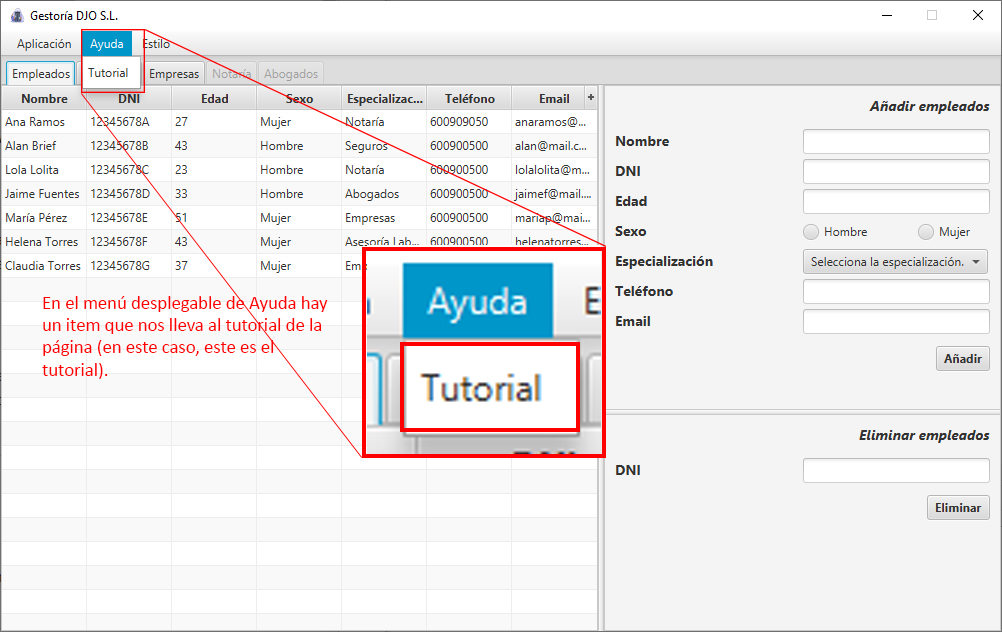 Gestoría DJO S.L.
Aplicación Ayuda Estilo
Tutorial
Empleados Empresas Notaría Abogados
Nombre DNI Edad Sexo Especializac... Teléfono Email +
Ana Ramos 12345678A 27 Mujer Notaría 600909050 anaramos@...
Alan Brief 12345678B 43 Hombre Seguros 600900500 alan@mail.c...
Lola Lolita 12345678C 23 Hombre Notaría 600900500 lolalolita@m...
Jaime Fuentes 12345678D 33 Hombre Abogados 600900500 jaimef@mail....
María Pérez 12345678E 51 Mujer Empresas 600900500 mariap@mai...
Helena Torres 12345678F 43 Mujer Asesoría Lab... 600900500 helenatorres...
Claudia Torres 12345678G 37 Mujer
En el menú desplegable de Ayuda hay
un item que nos lleva al tutorial de la
página (en este caso, este es el
tutorial).
Ayuda
Tutorial
Añadir empleados
Nombre
DNI
Edad
Sexo Hombre Mujer
Especialización Selecciona la especialización.
Teléfono
Email
Añadir
Eliminar empleados
DNI
Eliminar